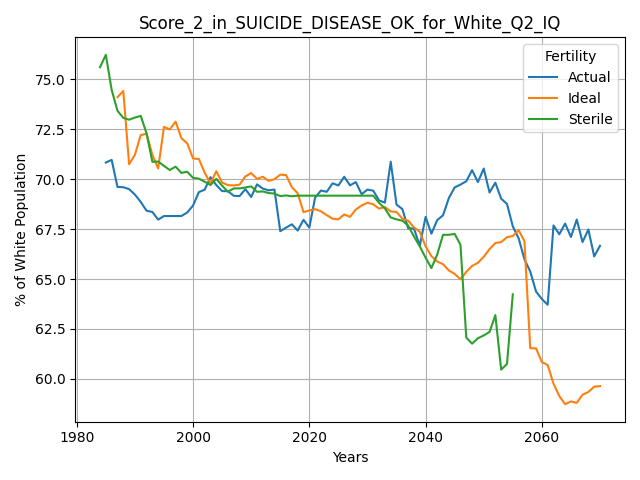 Score_2_in_SUICIDE_DISEASE_OK_for_White_Q2_IQ
% of White Population
75.0
72.5
70.0
67.5
65.0
62.5
60.0
Fertility
Actual
Ideal
Sterile
1980
2000
2020
2040
2060
Years